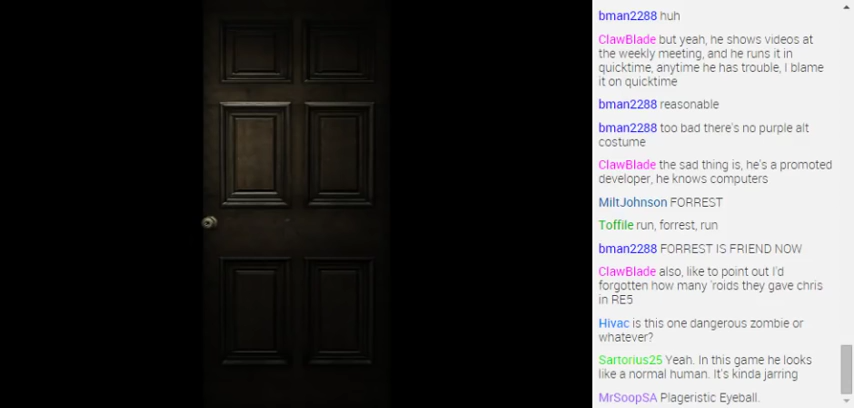 bman2288 huh
ClawBlade but yeah, he shows videos at
the weekly meeting, and he runs it in
quicktime, anytime he has trouble, I blame
it on quicktime
bman2288 reasonable
bman2288 too bad there's no purple alt
costume
ClawBlade the sad thing is, he's a promoted
developer, he knows computers
MiltJohnson FORREST
Toffile run, forrest, run
bman2288 FORREST IS FRIEND NOW
ClawBlade also, like to point out I'd
forgotten how many 'roids they gave chris
in RE5
Hivac is this one dangerous zombie or
whatever?
Sartorius25 Yeah. In this game he looks
like a normal human. It's kinda jarring
MrSoopSA Plageristic Eyeball.